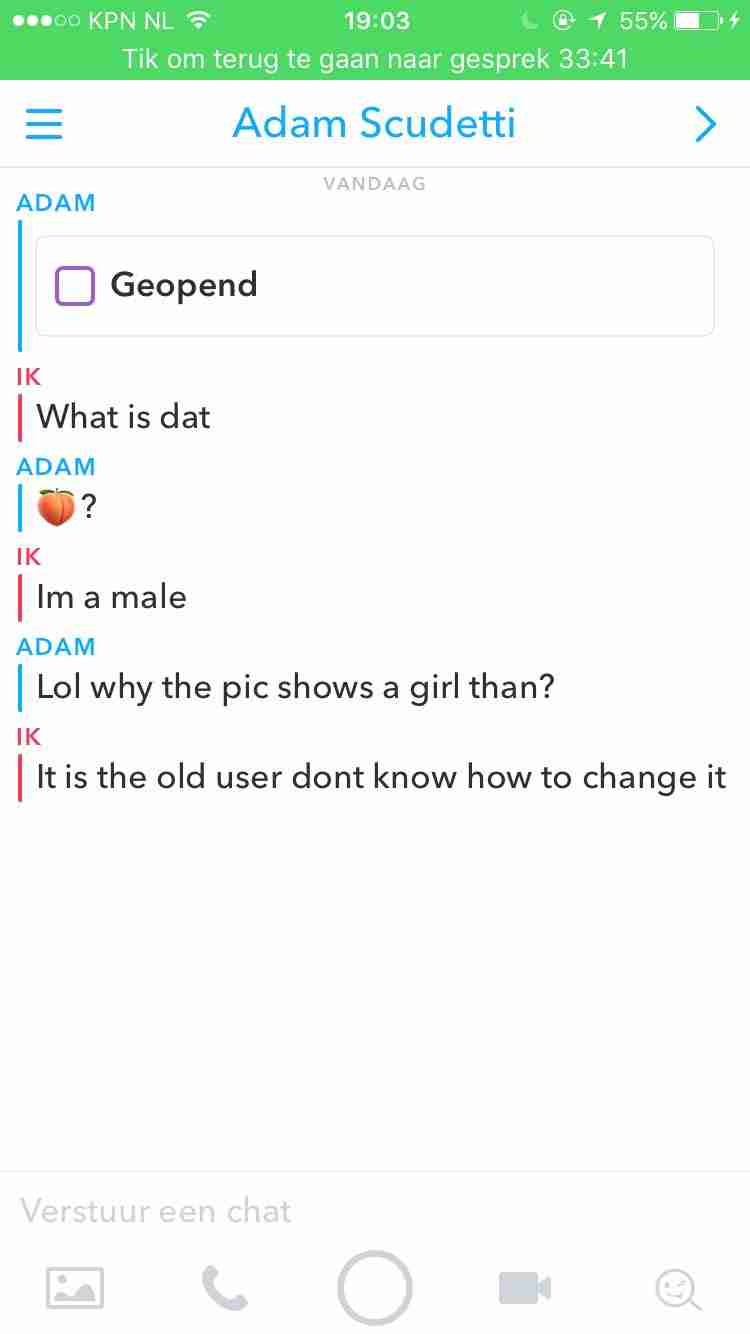 KPN NL 19:03 55%
Tik om terug te gaan naar gesprek 33:41
Adam Scudetti
VANDAAG
ADAM
Geopend
IK
What is dat
ADAM
🍑?
IK
Im a male
ADAM
Lol why the pic shows a girl than?
IK
It is the old user dont know how to change it
Verstuur een chat